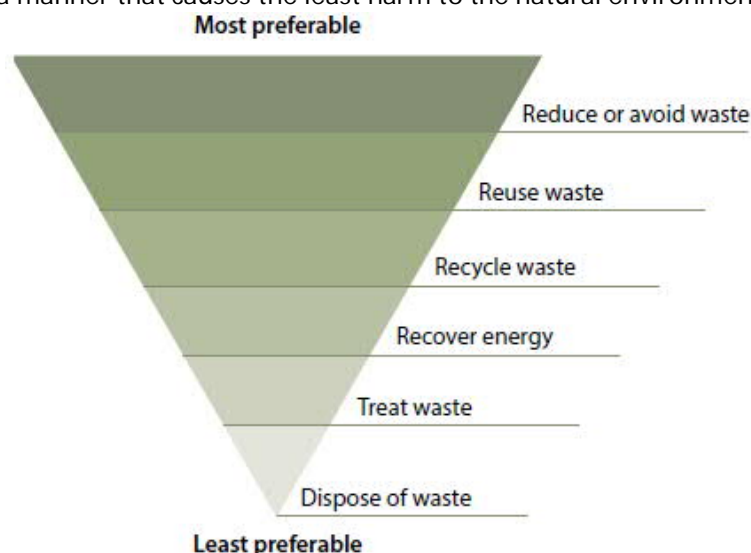 a manner that causes the least harm to the natural environmen
Most preferable
Reduce or avoid waste
Reuse waste
Recycle waste
Recover energy
Treat waste
Dispose of waste
Least preferable